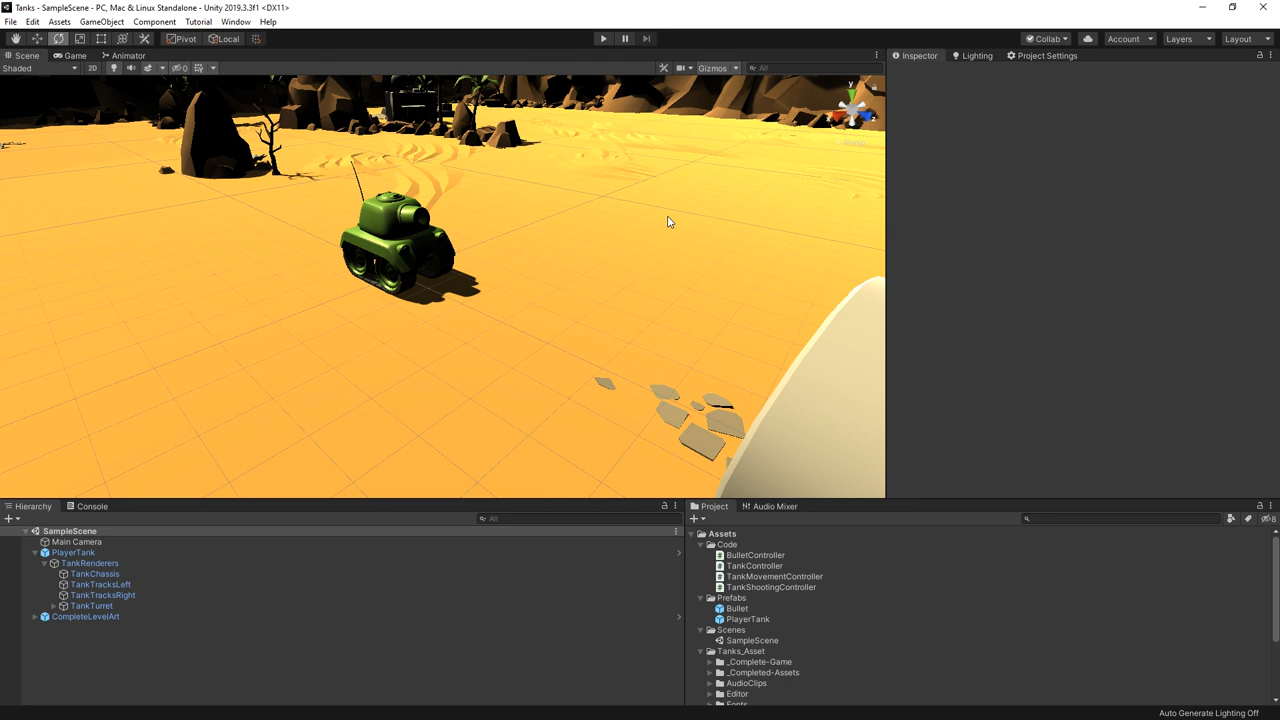 Tanks - SampleScene - PC, Mac & Linux Standalone - Unity 2019.3.3f1 <DX11>
File Edit Assets GameObject Component Tutorial Window Help
Pivot Local Collab Account Layers Layout
Scene Game Animator Inspector Lighting Project Settings
Shaded 2D 0 Gizmos All
y
Hierarchy Console Project Audio Mixer
+ All + 8
SampleScene
Main Camera
PlayerTank
TankRenderers
TankChassis
TankTracksLeft
TankTracksRight
TankTurret
CompleteLevelArt
Assets
Code
BulletController
TankController
TankMovementController
TankShootingController
Prefabs
Bullet
PlayerTank
Scenes
SampleScene
Tanks_Asset
_Complete-Game
_Completed-Assets
AudioClips
Editor
Fonts
Auto Generate Lighting Off